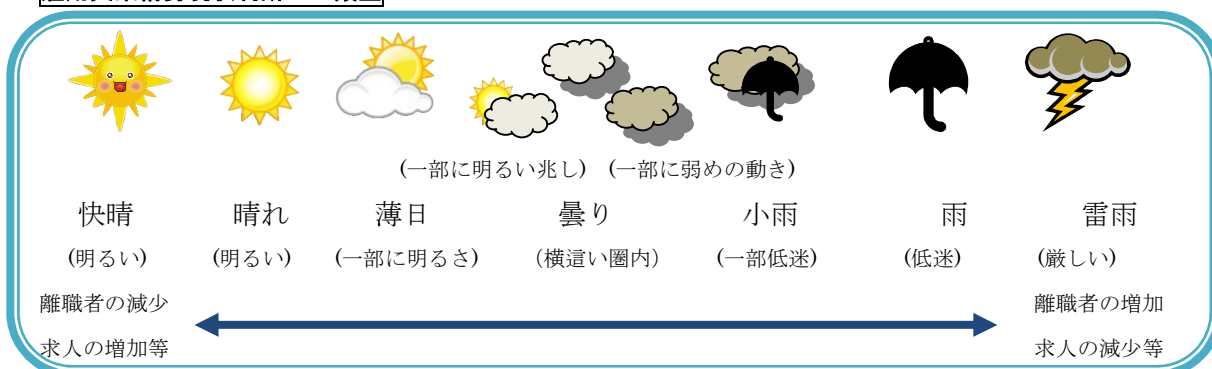 (一部に明るい兆し) (一部に弱めの動き)
快晴 晴れ 薄日 曇り 小雨 雨 雷雨
(明るい) (明るい) (一部に明るさ) (横這い圏内) (一部低迷) (低迷) (厳しい)
離職者の減少 離職者の増加
求人の増加等 求人の減少等